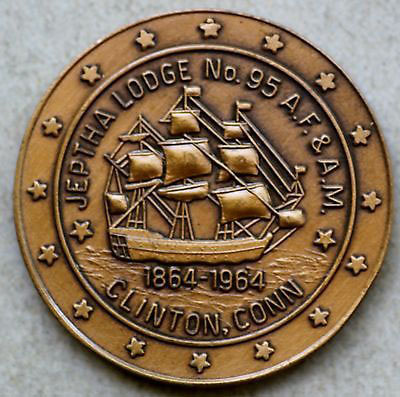 JEPTHA LODGE No. 95 A.F. & A.M.
1864-1964
CLINTON, CONN